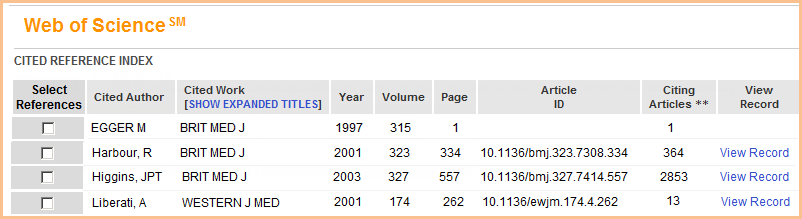 Web of Science SM
CITED REFERENCE INDEX
Select References Cited Author Cited Work [SHOW EXPANDED TITLES] Year Volume Page Article ID Citing Articles ** View Record
EGGER M BRIT MED J 1997 315 1 1
Harbour, R BRIT MED J 2001 323 334 10.1136/bmj.323.7308.334 364 View Record
Higgins, JPT BRIT MED J 2003 327 557 10.1136/bmj.327.7414.557 2853 View Record
Liberati, A WESTERN J MED 2001 174 262 10.1136/ewjm.174.4.262 13 View Record